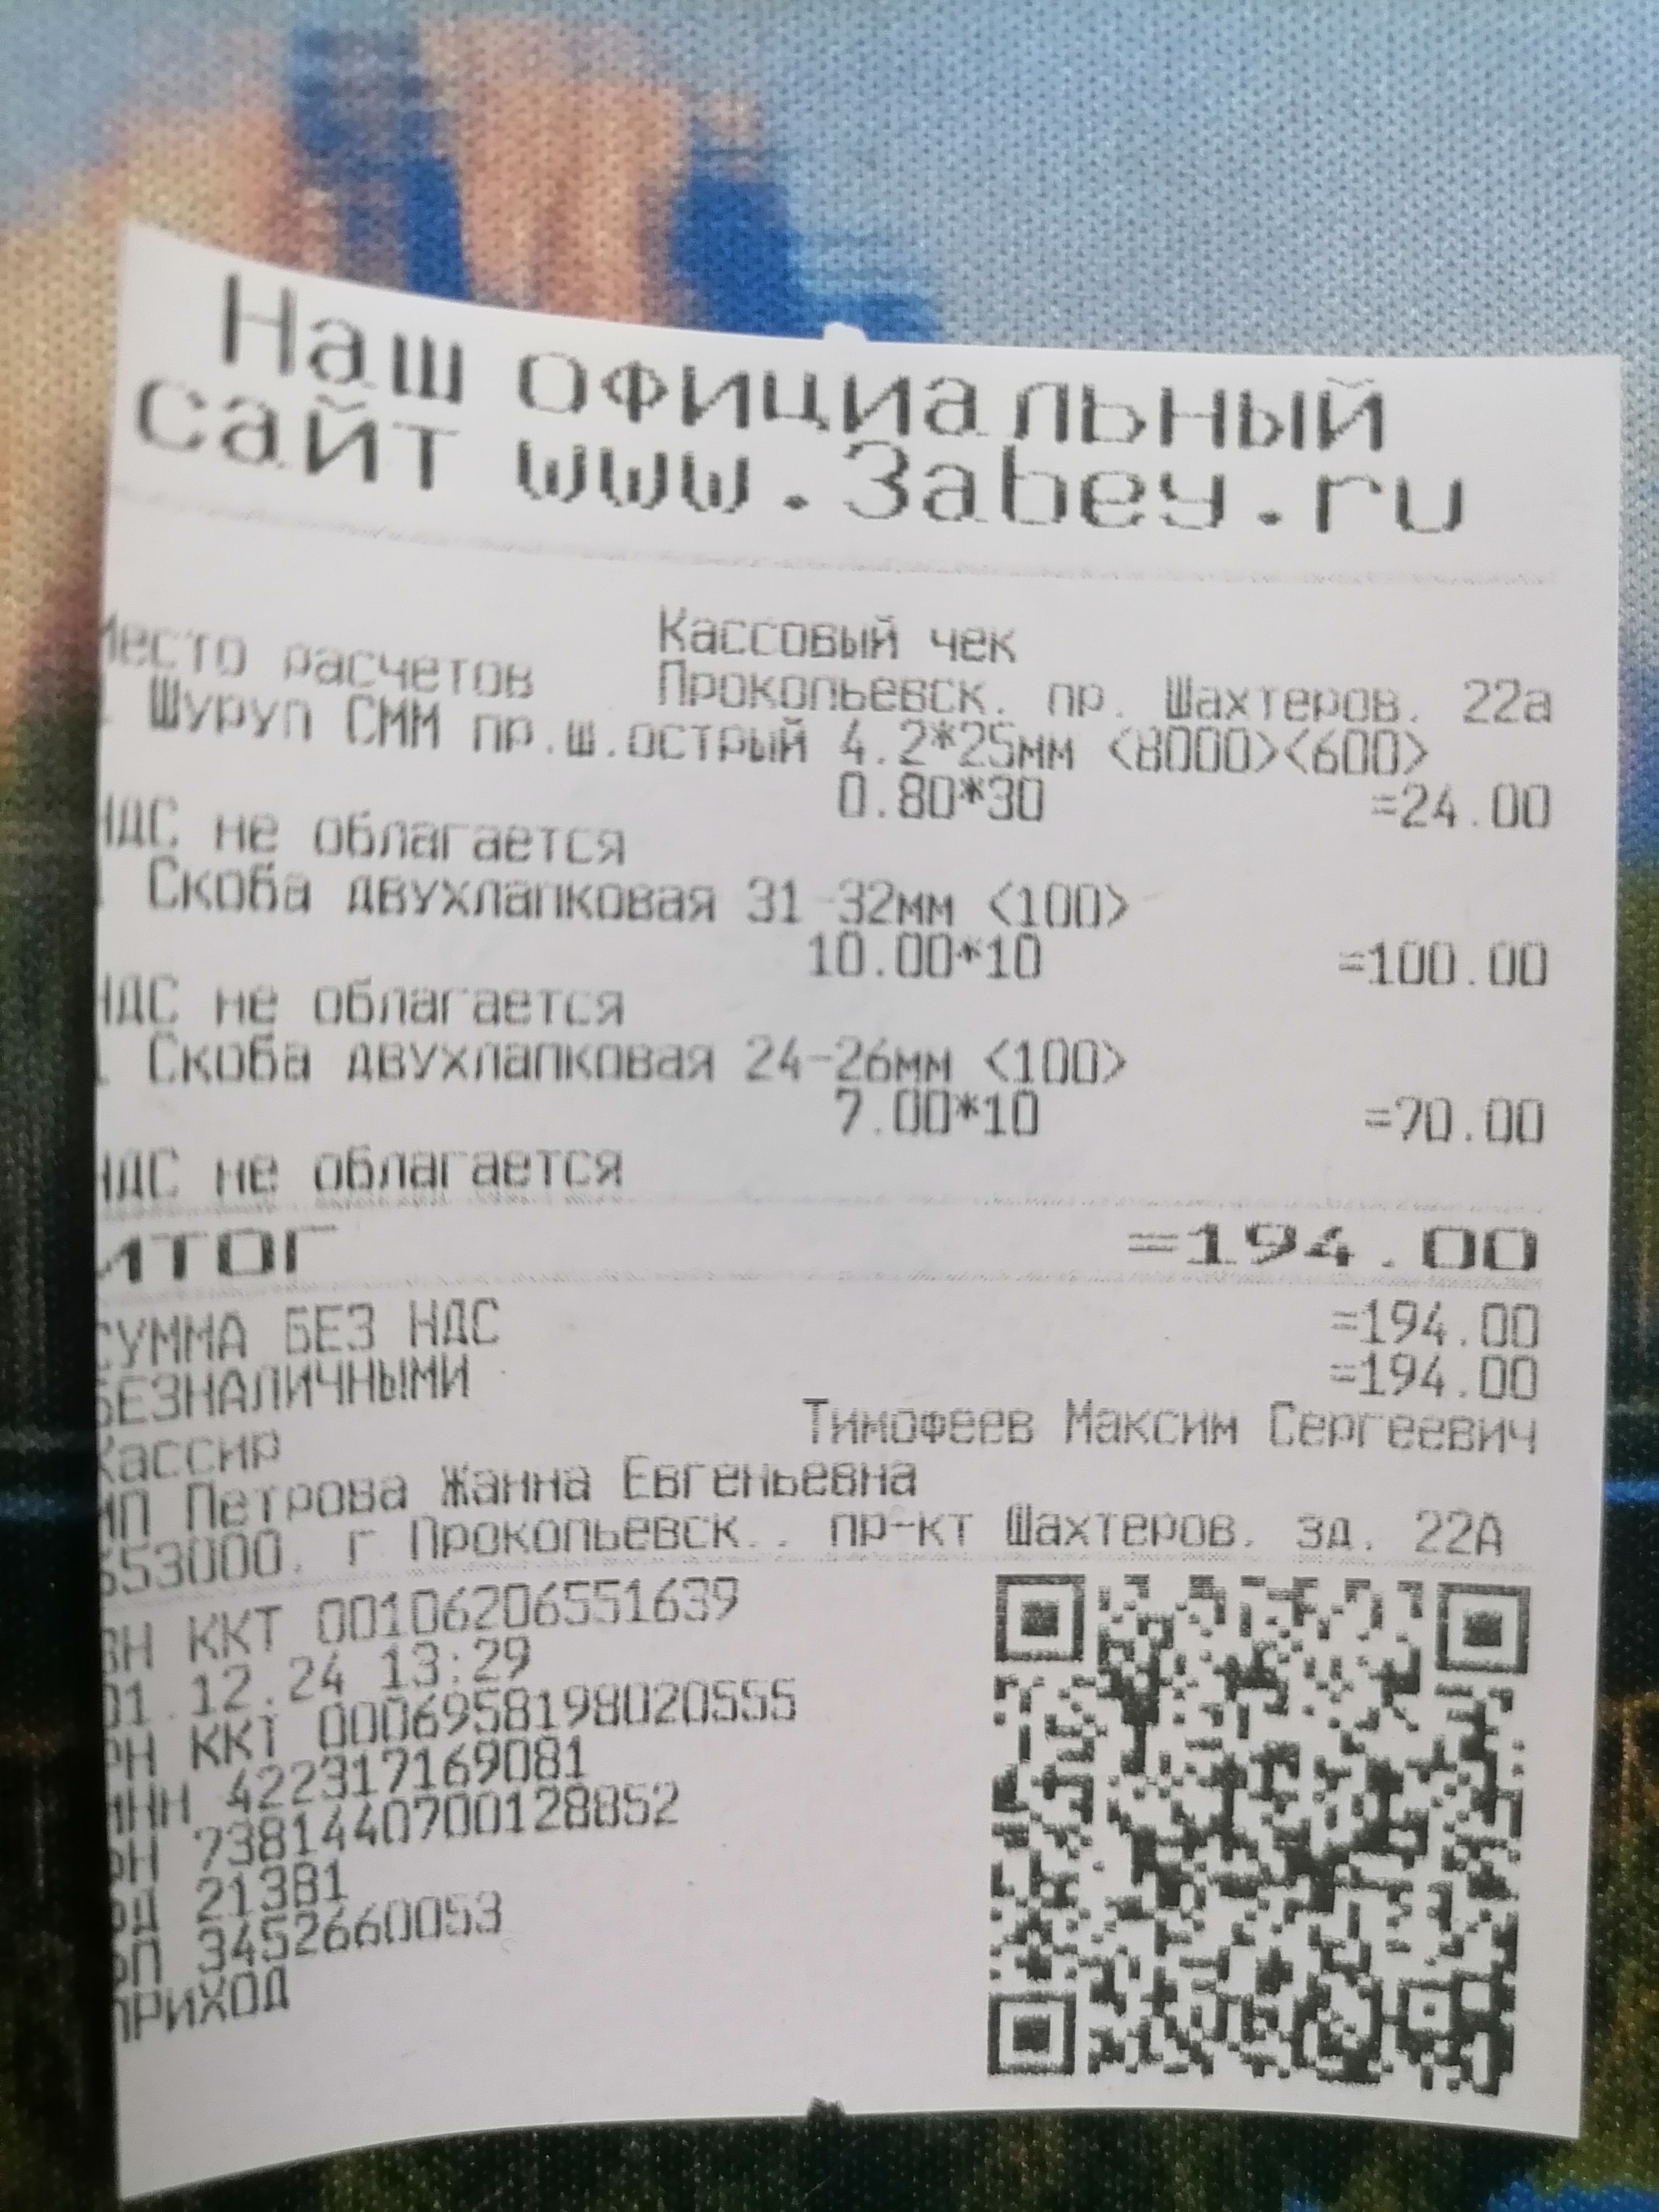 Наш официальный
сайт www.3abey.ru
Кассовый чек
Место расчетов Прокопьевск. пр. Шахтеров. 22а
. Шуруп СММ пр.ш.острый 4.2*25мм <8000><600>
0.80*30 =24.00
НДС не облагается
. Скоба двухлапковая 31-32мм <100>
10.00*10 =100.00
НДС не облагается
. Скоба двухлапковая 24-26мм <100>
7.00*10 =70.00
НДС не облагается
ИТОГ =194.00
СУММА БЕЗ НДС =194.00
БЕЗНАЛИЧНЫМИ =194.00
Кассир Тимофеев Максим Сергеевич
ИП Петрова Жанна Евгеньевна
653000. г Прокопьевск.. пр-кт Шахтеров. зд. 22А
ЗН ККТ 00106206551639
01.12.24 13:29
РН ККТ 0006958198020555
ИНН 422317169081
ФН 7381440700128852
ФД 21381
ФП 3452660053
ПРИХОД